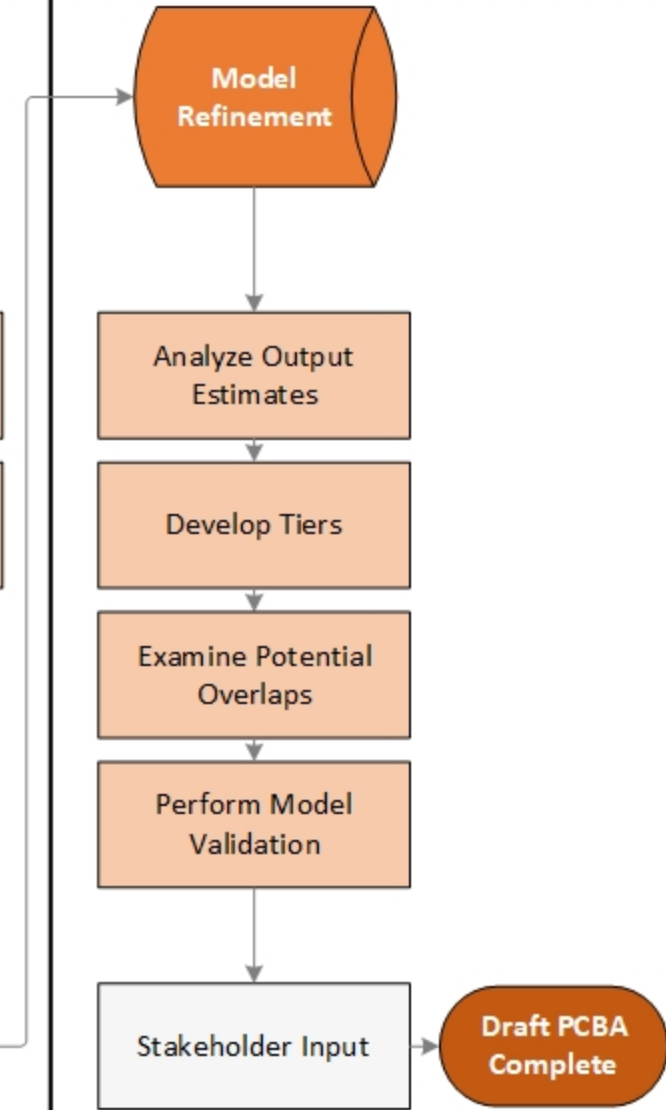 Model
Refinement
Analyze Output
Estimates
Develop Tiers
Examine Potential
Overlaps
Perform Model
Validation
Stakeholder Input
Draft PCBA
Complete